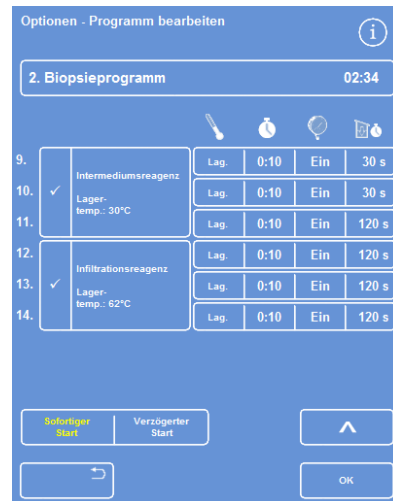 Optionen - Programm bearbeiten
i
2. Biopsieprogramm 02:34
9. Lag. 0:10 Ein 30 s
Intermediumsreagenz
10. ✓ Lag. 0:10 Ein 30 s
Lager-
temp.: 30°C
11. Lag. 0:10 Ein 120 s
12. Lag. 0:10 Ein 120 s
Infiltrationsreagenz
13. ✓ Lag. 0:10 Ein 120 s
Lager-
temp.: 62°C
14. Lag. 0:10 Ein 120 s
Sofortiger Verzögerter
Start Start
OK